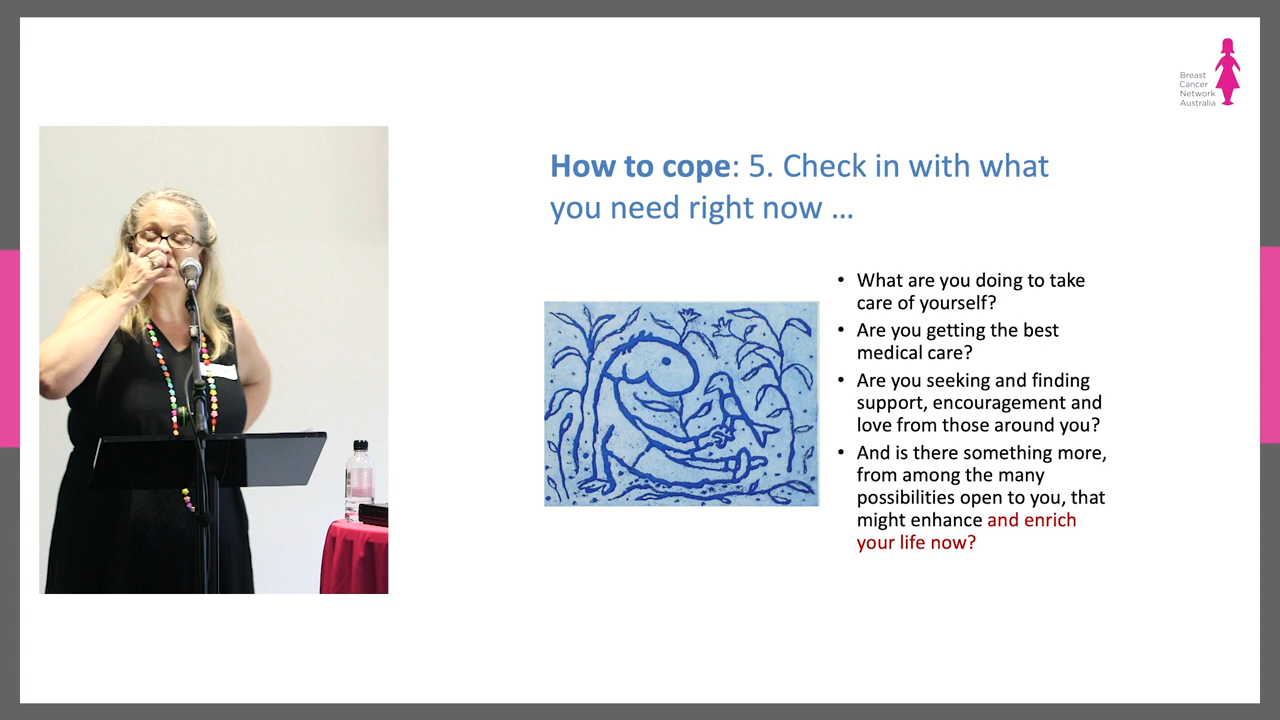 Breast
Cancer
Network
Australia
How to cope: 5. Check in with what
you need right now ...
• What are you doing to take
care of yourself?
• Are you getting the best
medical care?
• Are you seeking and finding
support, encouragement and
love from those around you?
• And is there something more,
from among the many
possibilities open to you, that
might enhance and enrich
your life now?